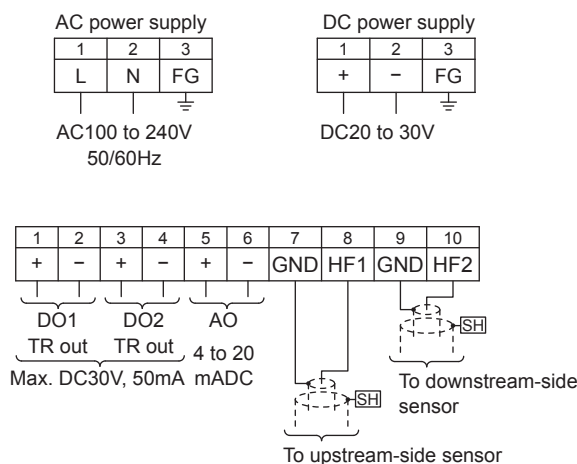 AC power supply
1 2 3
L N FG
AC100 to 240V
50/60Hz
DC power supply
1 2 3
+ − FG
DC20 to 30V
1 2 3 4 5 6 7 8 9 10
+ − + − + − GND HF1 GND HF2
DO1 DO2 AO
TR out TR out 4 to 20
Max. DC30V, 50mA mADC
SH
To downstream-side
sensor
SH
To upstream-side sensor